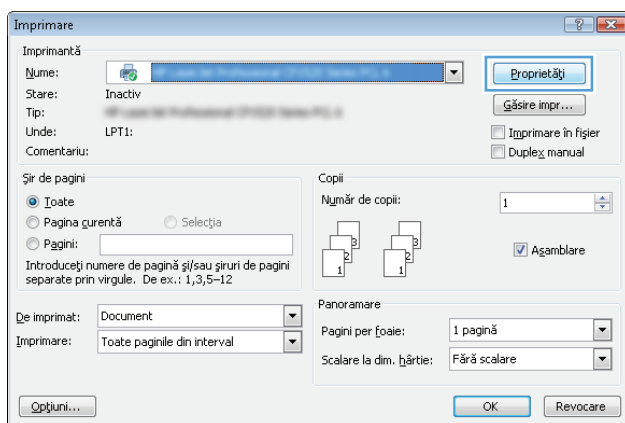 Imprimare
Imprimantă
Nume:
Proprietăți
Stare: Inactiv
Găsire impr...
Tip:
Unde: LPT1:
Imprimare în fișier
Comentariu:
Duplex manual
Șir de pagini
Toate
Pagina curentă Selecția
Pagini:
Introduceți numere de pagină și/sau șiruri de pagini
separate prin virgule. De ex.: 1,3,5–12
Copii
Număr de copii: 1
3 3
2 2
1 1
Asamblare
De imprimat: Document
Imprimare: Toate paginile din interval
Panoramare
Pagini per foaie: 1 pagină
Scalare la dim. hârtie: Fără scalare
Opțiuni...
OK Revocare